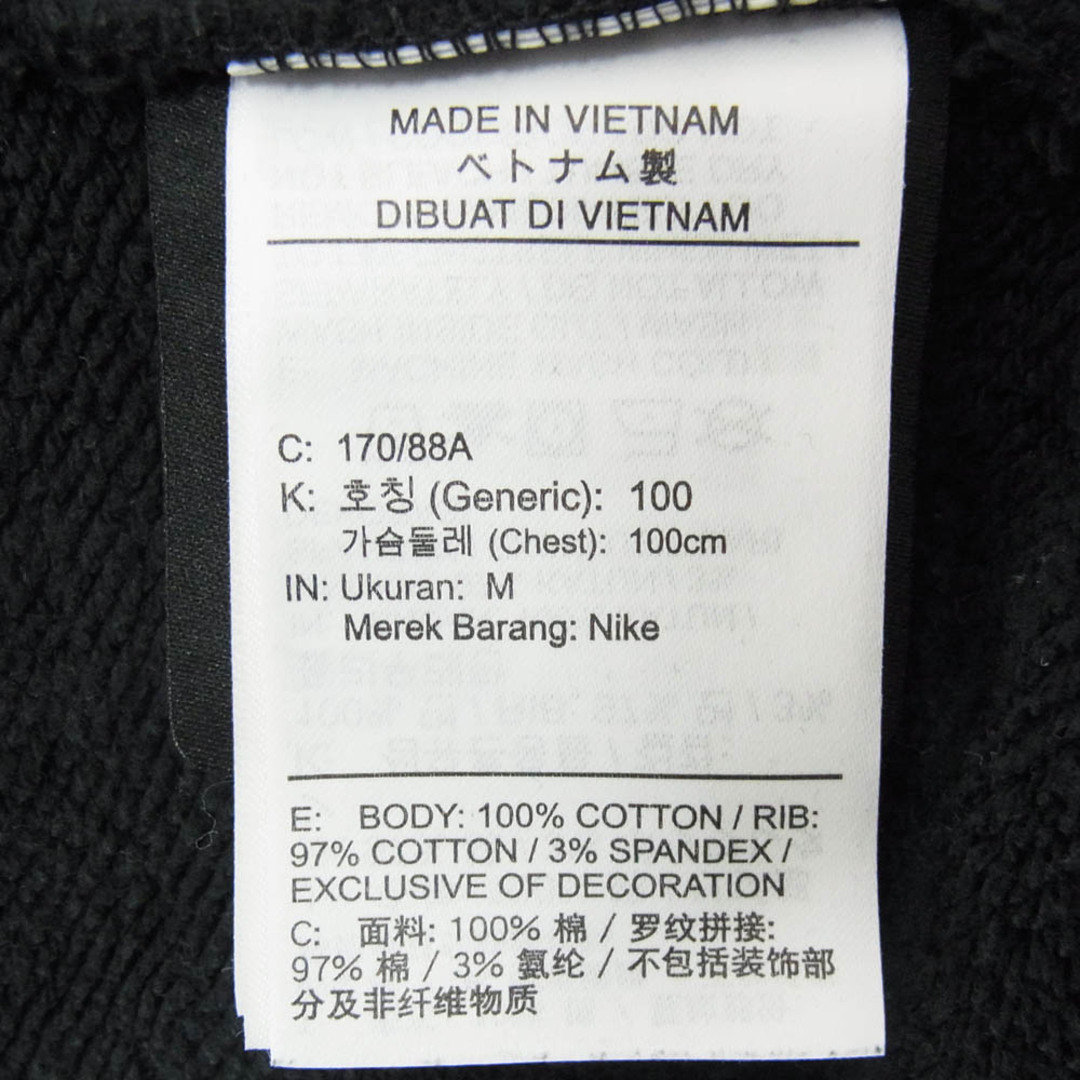 MADE IN VIETNAM
ベトナム製
DIBUAT DI VIETNAM
C: 170/88A
K: 호칭 (Generic): 100
가슴둘레 (Chest): 100cm
IN: Ukuran: M
Merek Barang: Nike
E: BODY: 100% COTTON / RIB:
97% COTTON / 3% SPANDEX /
EXCLUSIVE OF DECORATION
C: 面料: 100% 棉 / 罗纹拼接:
97% 棉 / 3% 氨纶 / 不包括装饰部
分及非纤维物质